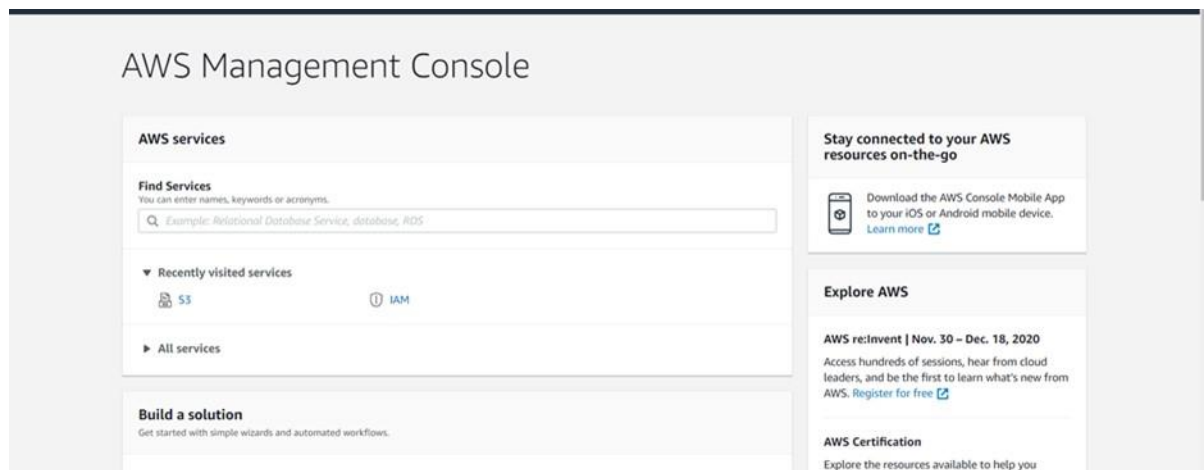 AWS Management Console
AWS services
Find Services
You can enter names, keywords or acronyms.
Example: Relational Database Service, database, RDS
▼ Recently visited services
S3
IAM
▶ All services
Build a solution
Get started with simple wizards and automated workflows.
Stay connected to your AWS
resources on-the-go
Download the AWS Console Mobile App
to your iOS or Android mobile device.
Learn more
Explore AWS
AWS re:Invent | Nov. 30 – Dec. 18, 2020
Access hundreds of sessions, hear from cloud
leaders, and be the first to learn what's new from
AWS. Register for free
AWS Certification
Explore the resources available to help you